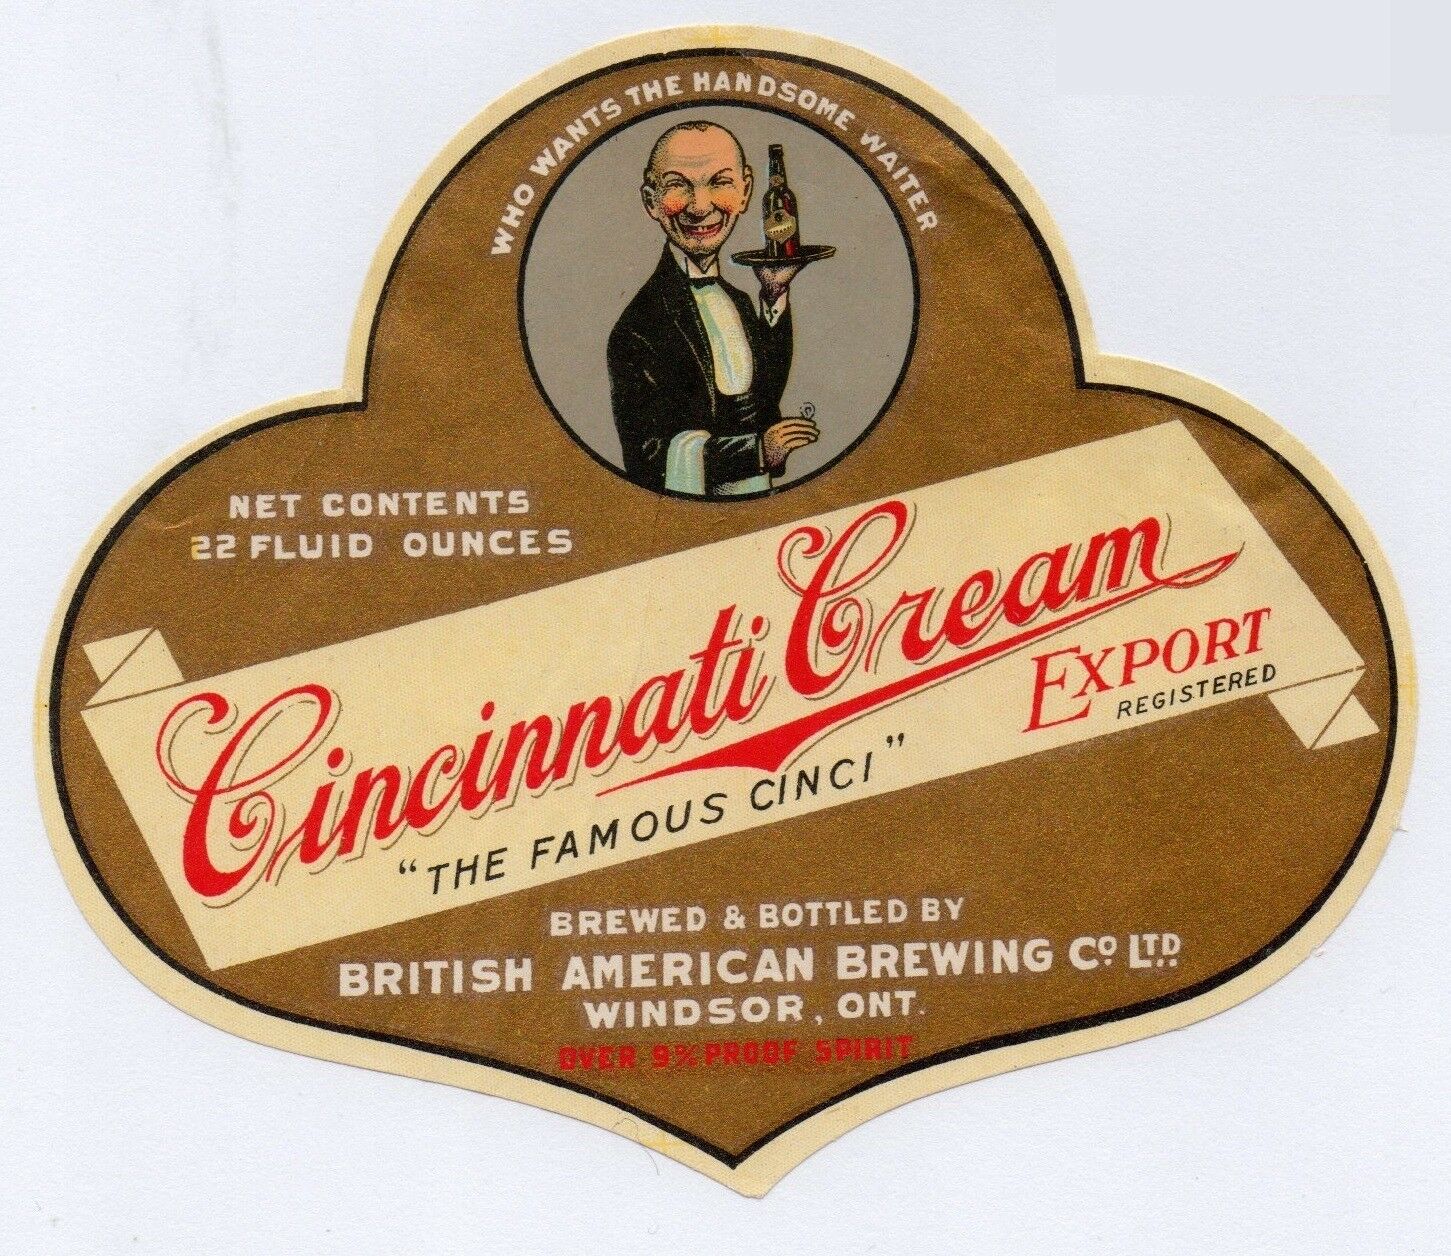 WHO WANTS THE HANDSOME WAITER
NET CONTENTS
22 FLUID OUNCES
Cincinnati Cream
EXPORT
REGISTERED
"THE FAMOUS CINCI"
BREWED & BOTTLED BY
BRITISH AMERICAN BREWING Co. LTD.
WINDSOR, ONT.
OVER 9% PROOF SPIRIT